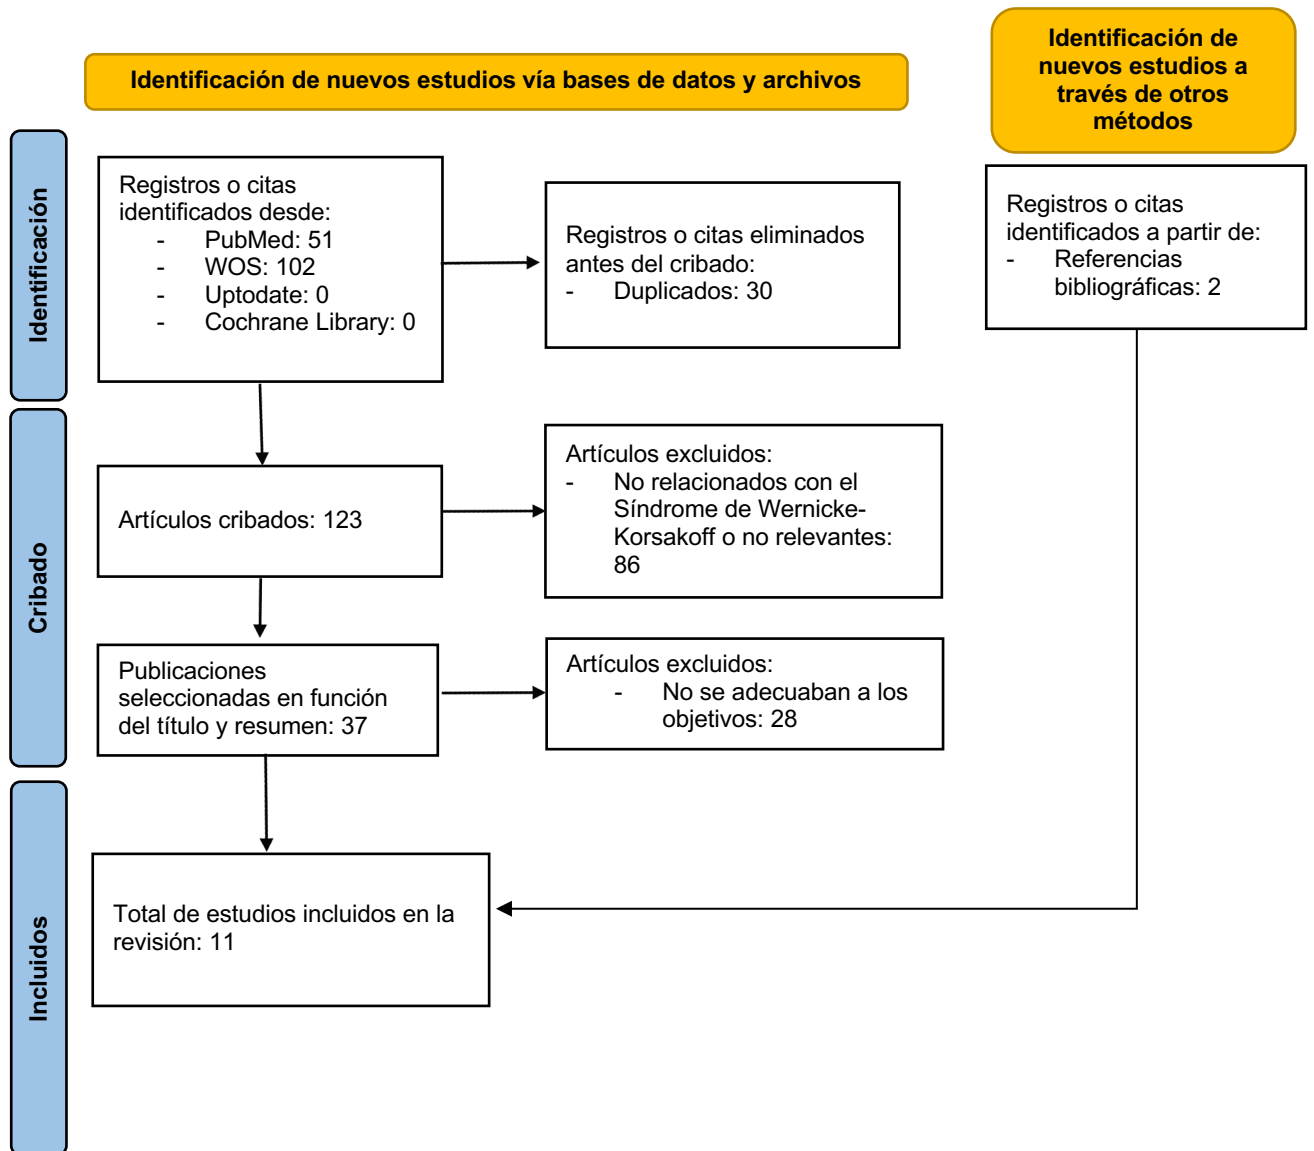 Identificación de nuevos estudios vía bases de datos y archivos
Identificación de
nuevos estudios a
través de otros
métodos
Identificación
Registros o citas
identificados desde:
- PubMed: 51
- WOS: 102
- Uptodate: 0
- Cochrane Library: 0
Registros o citas eliminados
antes del cribado:
- Duplicados: 30
Registros o citas
identificados a partir de:
- Referencias
bibliográficas: 2
Cribado
Artículos cribados: 123
Artículos excluidos:
- No relacionados con el
Síndrome de Wernicke-
Korsakoff o no relevantes:
86
Publicaciones
seleccionadas en función
del título y resumen: 37
Artículos excluidos:
- No se adecuaban a los
objetivos: 28
Incluidos
Total de estudios incluidos en la
revisión: 11